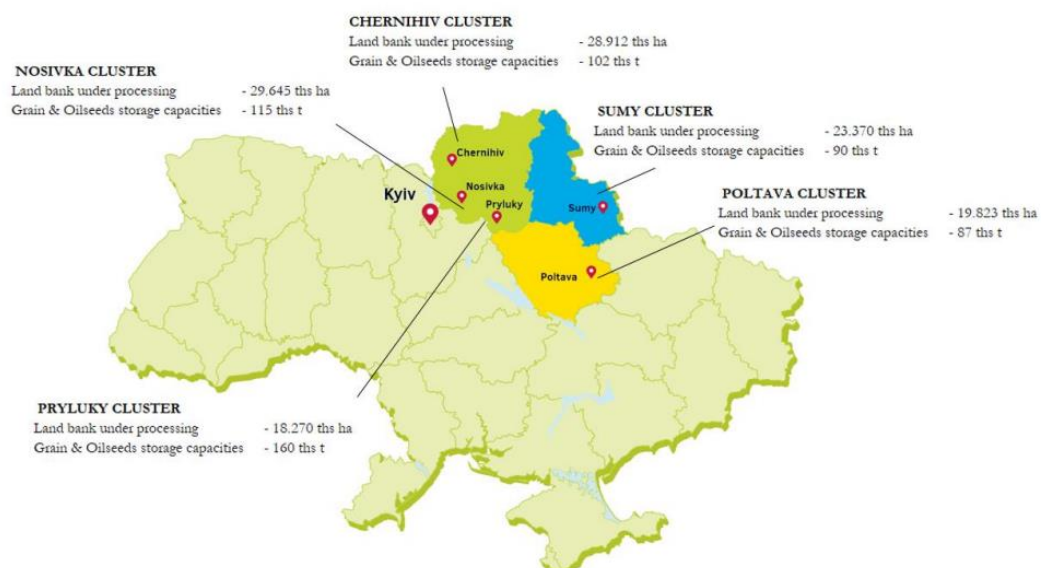 CHERNIHIV CLUSTER
Land bank under processing - 28.912 ths ha
Grain & Oilseeds storage capacities - 102 ths t
NOSIVKA CLUSTER
Land bank under processing - 29.645 ths ha
Grain & Oilseeds storage capacities - 115 ths t
SUMY CLUSTER
Land bank under processing - 23.370 ths ha
Grain & Oilseeds storage capacities - 90 ths t
POLTAVA CLUSTER
Land bank under processing - 19.823 ths ha
Grain & Oilseeds storage capacities - 87 ths t
Chernihiv
Nosivka
Kyiv
Pryluky
Sumy
Poltava
PRYLUKY CLUSTER
Land bank under processing - 18.270 ths ha
Grain & Oilseeds storage capacities - 160 ths t